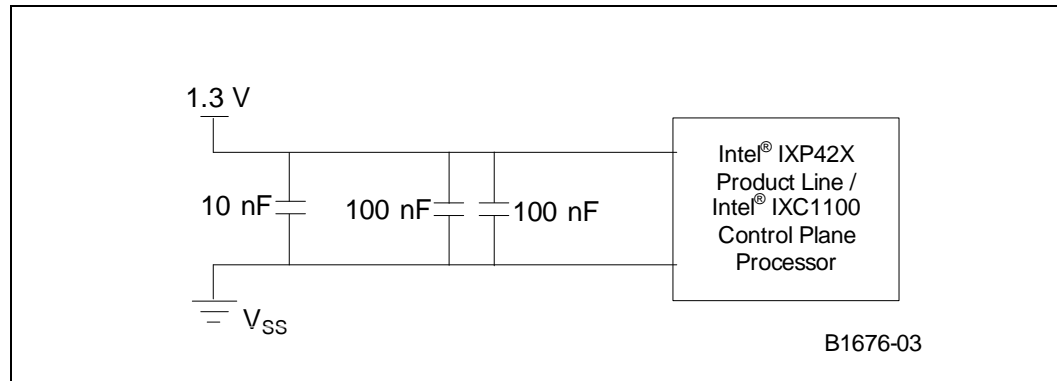 1.3 V
10 nF
100 nF
100 nF
Intel® IXP42X
Product Line /
Intel® IXC1100
Control Plane
Processor
VSS
B1676-03